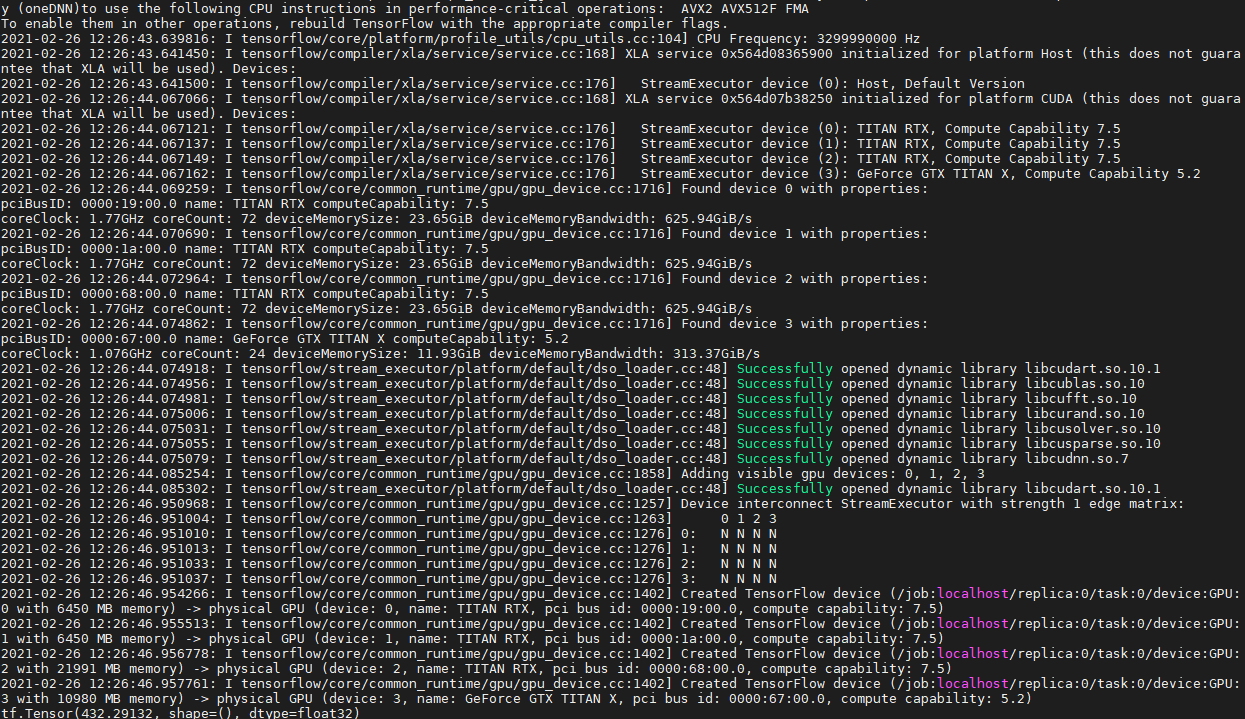 y (oneDNN)to use the following CPU instructions in performance-critical operations:  AVX2 AVX512F FMA
To enable them in other operations, rebuild TensorFlow with the appropriate compiler flags.
2021-02-26 12:26:43.639816: I tensorflow/core/platform/profile_utils/cpu_utils.cc:104] CPU Frequency: 3299990000 Hz
2021-02-26 12:26:43.641450: I tensorflow/compiler/xla/service/service.cc:168] XLA service 0x564d08365900 initialized for platform Host (this does not guara
ntee that XLA will be used). Devices:
2021-02-26 12:26:43.641500: I tensorflow/compiler/xla/service/service.cc:176]   StreamExecutor device (0): Host, Default Version
2021-02-26 12:26:44.067066: I tensorflow/compiler/xla/service/service.cc:168] XLA service 0x564d07b38250 initialized for platform CUDA (this does not guara
ntee that XLA will be used). Devices:
2021-02-26 12:26:44.067121: I tensorflow/compiler/xla/service/service.cc:176]   StreamExecutor device (0): TITAN RTX, Compute Capability 7.5
2021-02-26 12:26:44.067137: I tensorflow/compiler/xla/service/service.cc:176]   StreamExecutor device (1): TITAN RTX, Compute Capability 7.5
2021-02-26 12:26:44.067149: I tensorflow/compiler/xla/service/service.cc:176]   StreamExecutor device (2): TITAN RTX, Compute Capability 7.5
2021-02-26 12:26:44.067162: I tensorflow/compiler/xla/service/service.cc:176]   StreamExecutor device (3): GeForce GTX TITAN X, Compute Capability 5.2
2021-02-26 12:26:44.069259: I tensorflow/core/common_runtime/gpu/gpu_device.cc:1716] Found device 0 with properties:
pciBusID: 0000:19:00.0 name: TITAN RTX computeCapability: 7.5
coreClock: 1.77GHz coreCount: 72 deviceMemorySize: 23.65GiB deviceMemoryBandwidth: 625.94GiB/s
2021-02-26 12:26:44.070690: I tensorflow/core/common_runtime/gpu/gpu_device.cc:1716] Found device 1 with properties:
pciBusID: 0000:1a:00.0 name: TITAN RTX computeCapability: 7.5
coreClock: 1.77GHz coreCount: 72 deviceMemorySize: 23.65GiB deviceMemoryBandwidth: 625.94GiB/s
2021-02-26 12:26:44.072964: I tensorflow/core/common_runtime/gpu/gpu_device.cc:1716] Found device 2 with properties:
pciBusID: 0000:68:00.0 name: TITAN RTX computeCapability: 7.5
coreClock: 1.77GHz coreCount: 72 deviceMemorySize: 23.65GiB deviceMemoryBandwidth: 625.94GiB/s
2021-02-26 12:26:44.074862: I tensorflow/core/common_runtime/gpu/gpu_device.cc:1716] Found device 3 with properties:
pciBusID: 0000:67:00.0 name: GeForce GTX TITAN X computeCapability: 5.2
coreClock: 1.076GHz coreCount: 24 deviceMemorySize: 11.93GiB deviceMemoryBandwidth: 313.37GiB/s
2021-02-26 12:26:44.074918: I tensorflow/stream_executor/platform/default/dso_loader.cc:48] Successfully opened dynamic library libcudart.so.10.1
2021-02-26 12:26:44.074956: I tensorflow/stream_executor/platform/default/dso_loader.cc:48] Successfully opened dynamic library libcublas.so.10
2021-02-26 12:26:44.074981: I tensorflow/stream_executor/platform/default/dso_loader.cc:48] Successfully opened dynamic library libcufft.so.10
2021-02-26 12:26:44.075006: I tensorflow/stream_executor/platform/default/dso_loader.cc:48] Successfully opened dynamic library libcurand.so.10
2021-02-26 12:26:44.075031: I tensorflow/stream_executor/platform/default/dso_loader.cc:48] Successfully opened dynamic library libcusolver.so.10
2021-02-26 12:26:44.075055: I tensorflow/stream_executor/platform/default/dso_loader.cc:48] Successfully opened dynamic library libcusparse.so.10
2021-02-26 12:26:44.075079: I tensorflow/stream_executor/platform/default/dso_loader.cc:48] Successfully opened dynamic library libcudnn.so.7
2021-02-26 12:26:44.085254: I tensorflow/core/common_runtime/gpu/gpu_device.cc:1858] Adding visible gpu devices: 0, 1, 2, 3
2021-02-26 12:26:44.085302: I tensorflow/stream_executor/platform/default/dso_loader.cc:48] Successfully opened dynamic library libcudart.so.10.1
2021-02-26 12:26:46.950968: I tensorflow/core/common_runtime/gpu/gpu_device.cc:1257] Device interconnect StreamExecutor with strength 1 edge matrix:
2021-02-26 12:26:46.951004: I tensorflow/core/common_runtime/gpu/gpu_device.cc:1263]      0 1 2 3
2021-02-26 12:26:46.951010: I tensorflow/core/common_runtime/gpu/gpu_device.cc:1276] 0:   N N N N
2021-02-26 12:26:46.951013: I tensorflow/core/common_runtime/gpu/gpu_device.cc:1276] 1:   N N N N
2021-02-26 12:26:46.951033: I tensorflow/core/common_runtime/gpu/gpu_device.cc:1276] 2:   N N N N
2021-02-26 12:26:46.951037: I tensorflow/core/common_runtime/gpu/gpu_device.cc:1276] 3:   N N N N
2021-02-26 12:26:46.954266: I tensorflow/core/common_runtime/gpu/gpu_device.cc:1402] Created TensorFlow device (/job:localhost/replica:0/task:0/device:GPU:
0 with 6450 MB memory) -> physical GPU (device: 0, name: TITAN RTX, pci bus id: 0000:19:00.0, compute capability: 7.5)
2021-02-26 12:26:46.955513: I tensorflow/core/common_runtime/gpu/gpu_device.cc:1402] Created TensorFlow device (/job:localhost/replica:0/task:0/device:GPU:
1 with 6450 MB memory) -> physical GPU (device: 1, name: TITAN RTX, pci bus id: 0000:1a:00.0, compute capability: 7.5)
2021-02-26 12:26:46.956778: I tensorflow/core/common_runtime/gpu/gpu_device.cc:1402] Created TensorFlow device (/job:localhost/replica:0/task:0/device:GPU:
2 with 21991 MB memory) -> physical GPU (device: 2, name: TITAN RTX, pci bus id: 0000:68:00.0, compute capability: 7.5)
2021-02-26 12:26:46.957761: I tensorflow/core/common_runtime/gpu/gpu_device.cc:1402] Created TensorFlow device (/job:localhost/replica:0/task:0/device:GPU:
3 with 10980 MB memory) -> physical GPU (device: 3, name: GeForce GTX TITAN X, pci bus id: 0000:67:00.0, compute capability: 5.2)
tf.Tensor(432.29132, shape=(), dtype=float32)